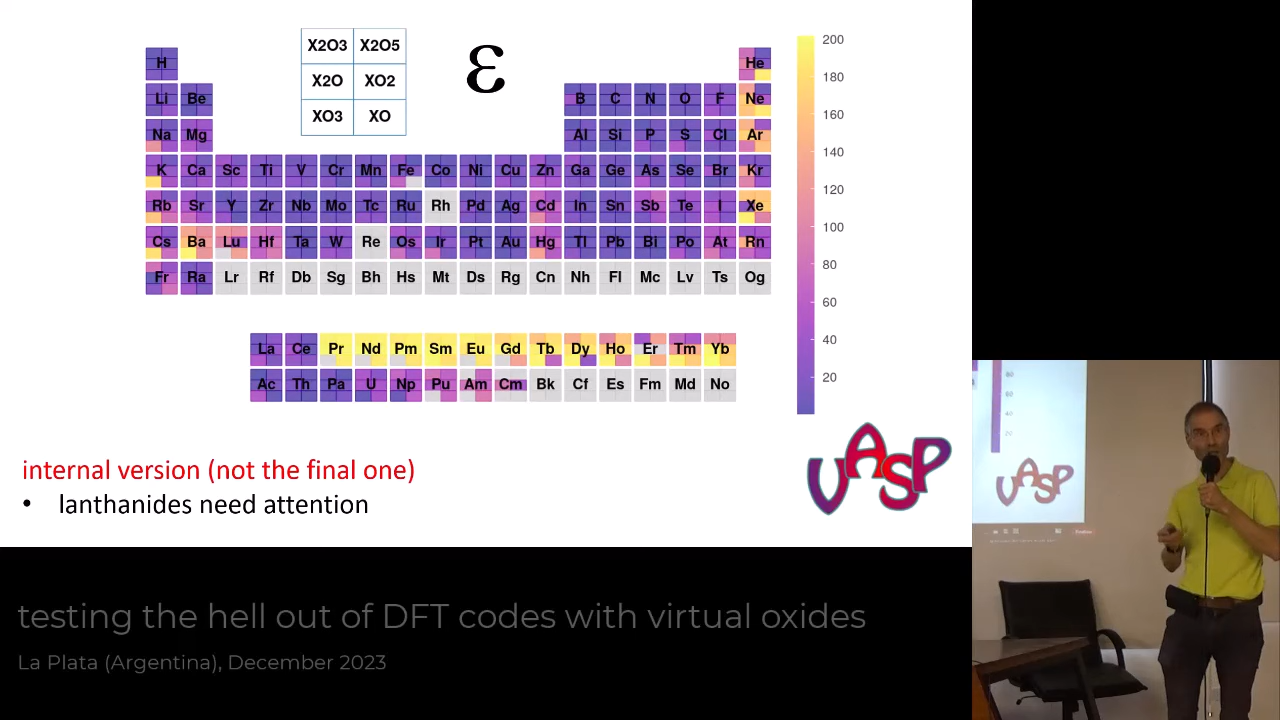 X2O3 X2O5
X2O XO2
XO3 XO
ε
H He
Li Be B C N O F Ne
Na Mg Al Si P S Cl Ar
K Ca Sc Ti V Cr Mn Fe Co Ni Cu Zn Ga Ge As Se Br Kr
Rb Sr Y Zr Nb Mo Tc Ru Rh Pd Ag Cd In Sn Sb Te I Xe
Cs Ba Lu Hf Ta W Re Os Ir Pt Au Hg Tl Pb Bi Po At Rn
Fr Ra Lr Rf Db Sg Bh Hs Mt Ds Rg Cn Nh Fl Mc Lv Ts Og
La Ce Pr Nd Pm Sm Eu Gd Tb Dy Ho Er Tm Yb
Ac Th Pa U Np Pu Am Cm Bk Cf Es Fm Md No
200
180
160
140
120
100
80
60
40
20
VASP
internal version (not the final one)
• lanthanides need attention
VASP
testing the hell out of DFT codes with virtual oxides
La Plata (Argentina), December 2023